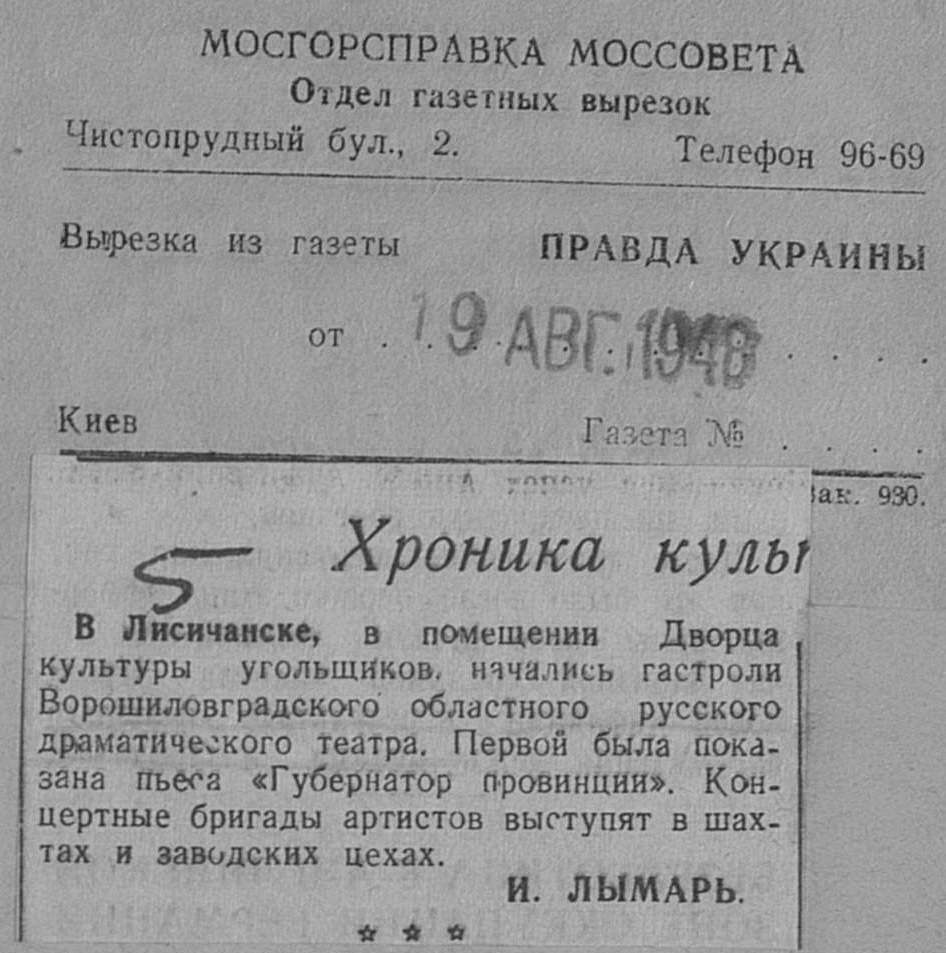 МОСГОРСПРАВКА МОССОВЕТА
Отдел газетных вырезок
Чистопрудный бул., 2. Телефон 96-69
Вырезка из газеты ПРАВДА УКРАИНЫ
от . . 19 АВГ. 1948 . . . .
Киев Газета № . . . .
Зак. 930.
5 Хроника куль
В Лисичанске, в помещении Дворца
культуры угольщиков, начались гастроли
Ворошиловградского областного русского
драматического театра. Первой была пока-
зана пьеса «Губернатор провинции». Кон-
цертные бригады артистов выступят в шах-
тах и заводских цехах.
И. ЛЫМАРЬ.
☆ ☆ ☆